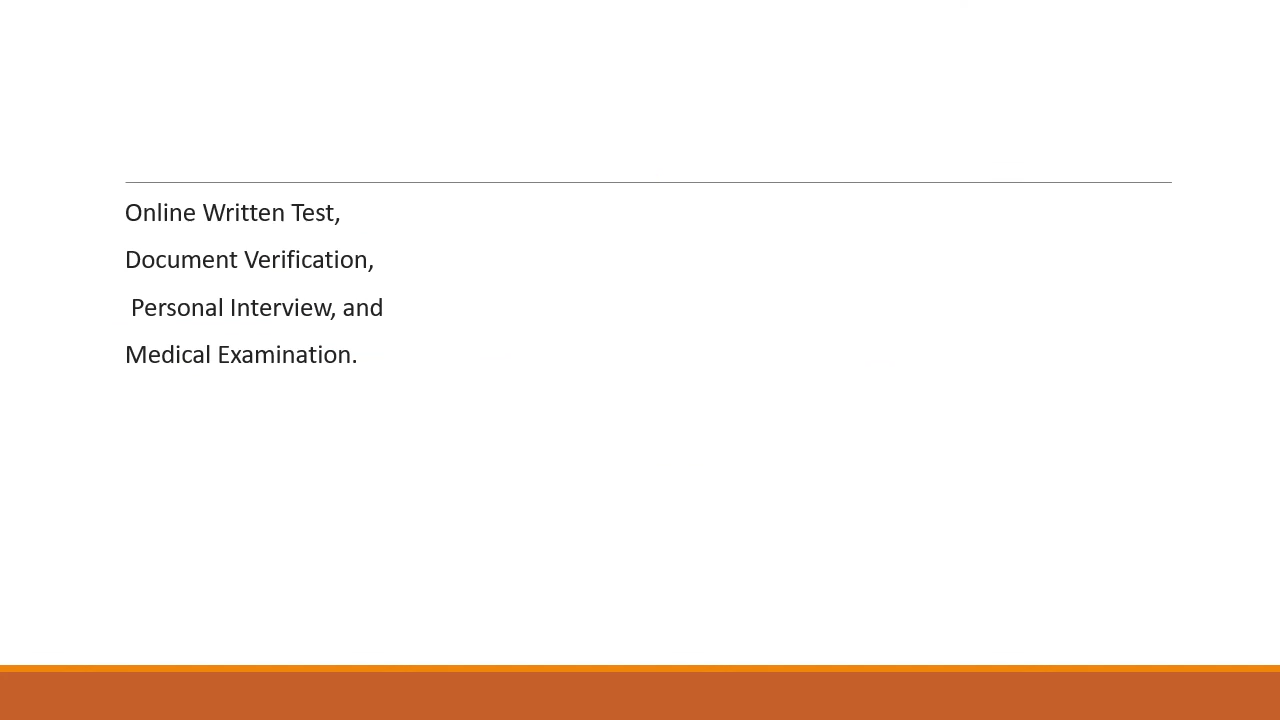 Online Written Test,
Document Verification,
Personal Interview, and
Medical Examination.